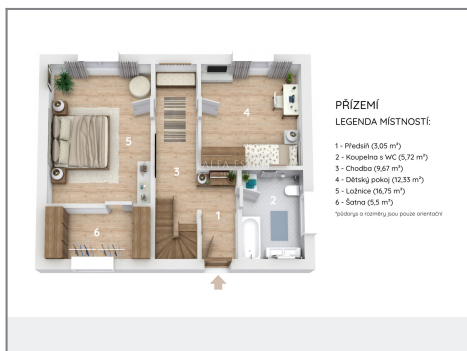 PŘÍZEMÍ
LEGENDA MÍSTNOSTÍ:
1 - Předsíň (3,05 m²)
2 - Koupelna s WC (5,72 m²)
3 - Chodba (9,67 m²)
4 - Dětský pokoj (12,33 m²)
5 - Ložnice (16,75 m²)
6 - Šatna (5,5 m²)
*půdorys a rozměry jsou pouze orientační
4
5
3
1
2
6